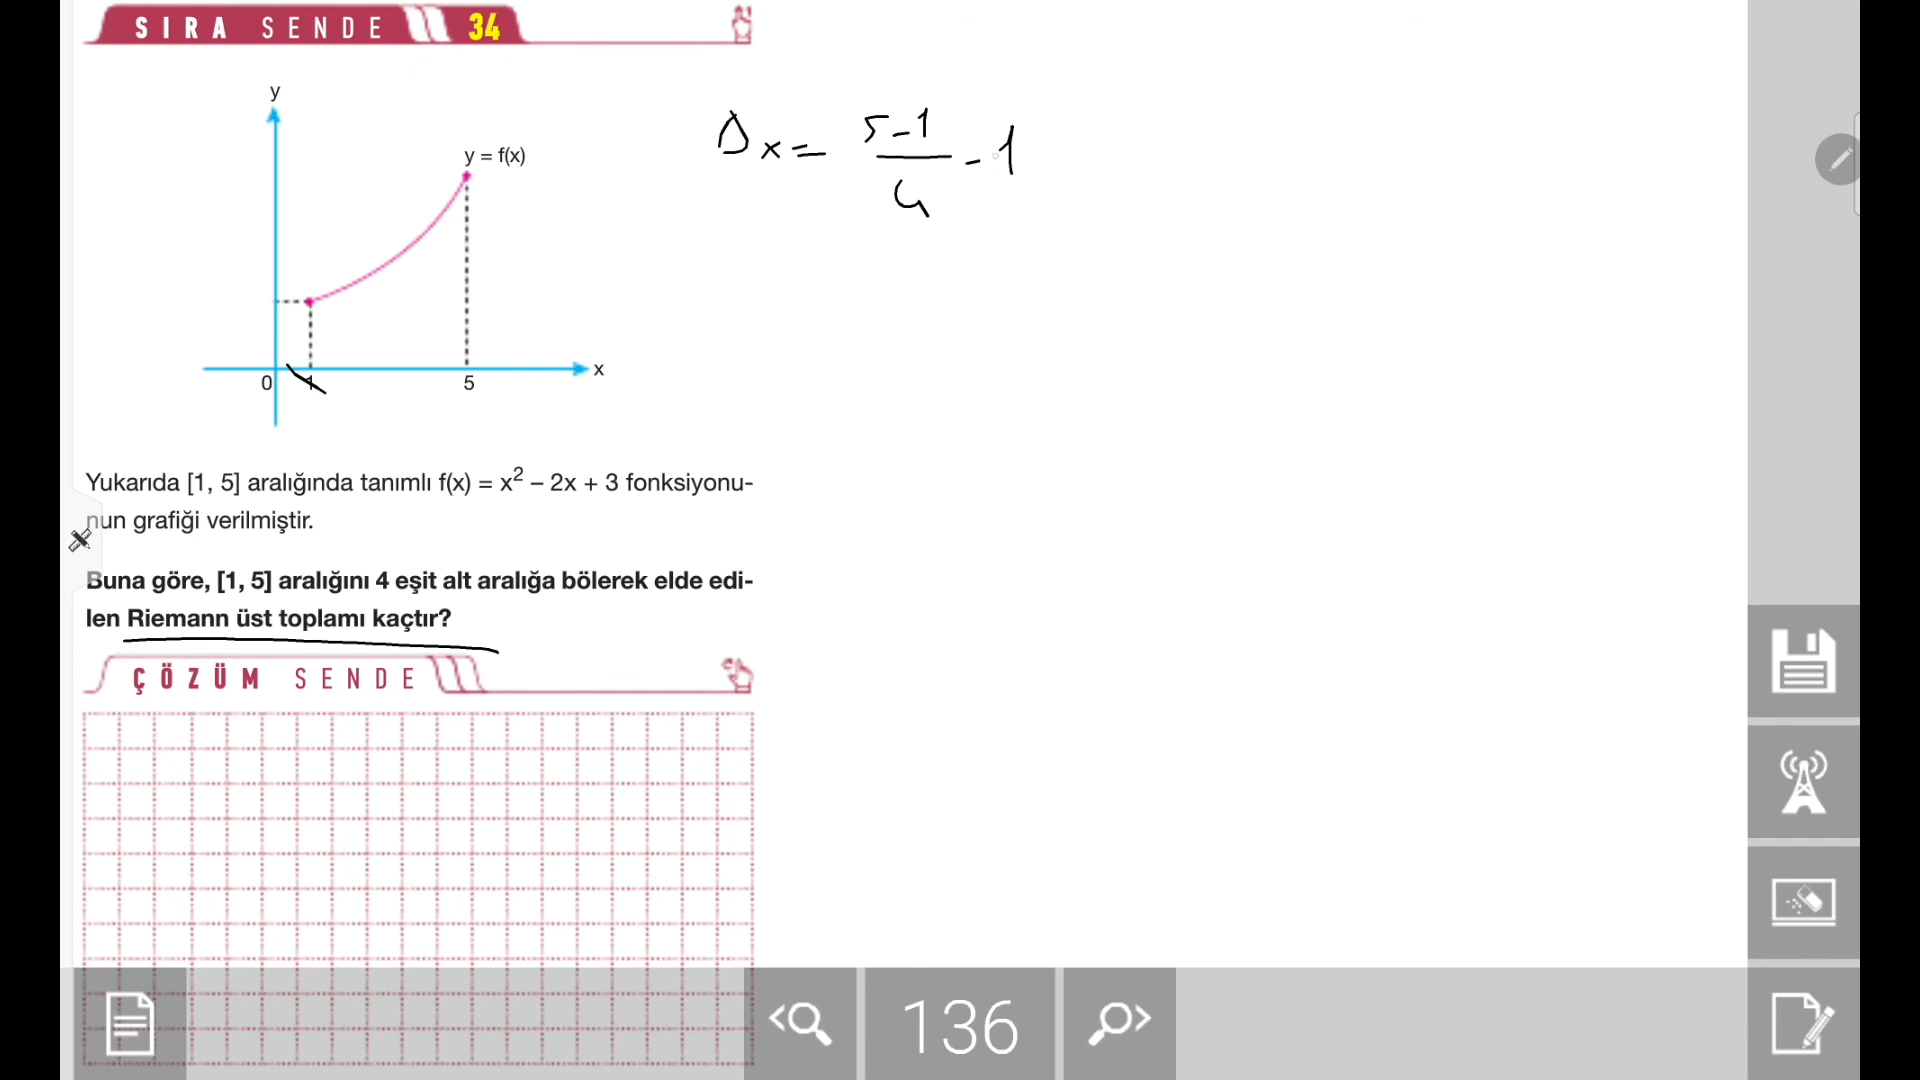 SIRA SENDE 34
y
y = f(x)
0 1 5 x
Δx = 5-1 / 4 - 1
Yukarıda [1, 5] aralığında tanımlı f(x) = x² – 2x + 3 fonksiyonu-
nun grafiği verilmiştir.
Buna göre, [1, 5] aralığını 4 eşit alt aralığa bölerek elde edi-
len Riemann üst toplamı kaçtır?
ÇÖZÜM SENDE
136